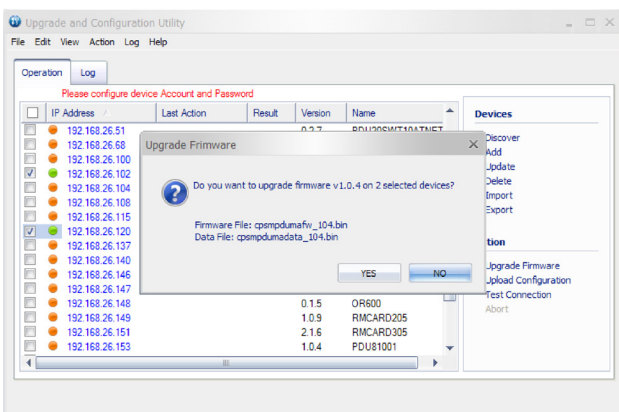 Upgrade and Configuration Utility
File Edit View Action Log Help
Operation Log
Please configure device Account and Password
IP Address Last Action Result Version Name
192.168.26.51 0.2.7 PDU20SWT10ATNET
192.168.26.68
192.168.26.100
192.168.26.102
192.168.26.104
192.168.26.108
192.168.26.115
192.168.26.120
192.168.26.137
192.168.26.140
192.168.26.146
192.168.26.147
192.168.26.148 0.1.5 OR600
192.168.26.149 1.0.9 RMCARD205
192.168.26.151 2.1.6 RMCARD305
192.168.26.153 1.0.4 PDU81001
Upgrade Frimware
Do you want to upgrade firmware v1.0.4 on 2 selected devices?
Firmware File: cpsmpdumafw_104.bin
Data File: cpsmpdumadata_104.bin
YES NO
Devices
Discover
Add
Update
Delete
Import
Export
tion
Upgrade Firmware
Upload Configuration
Test Connection
Abort